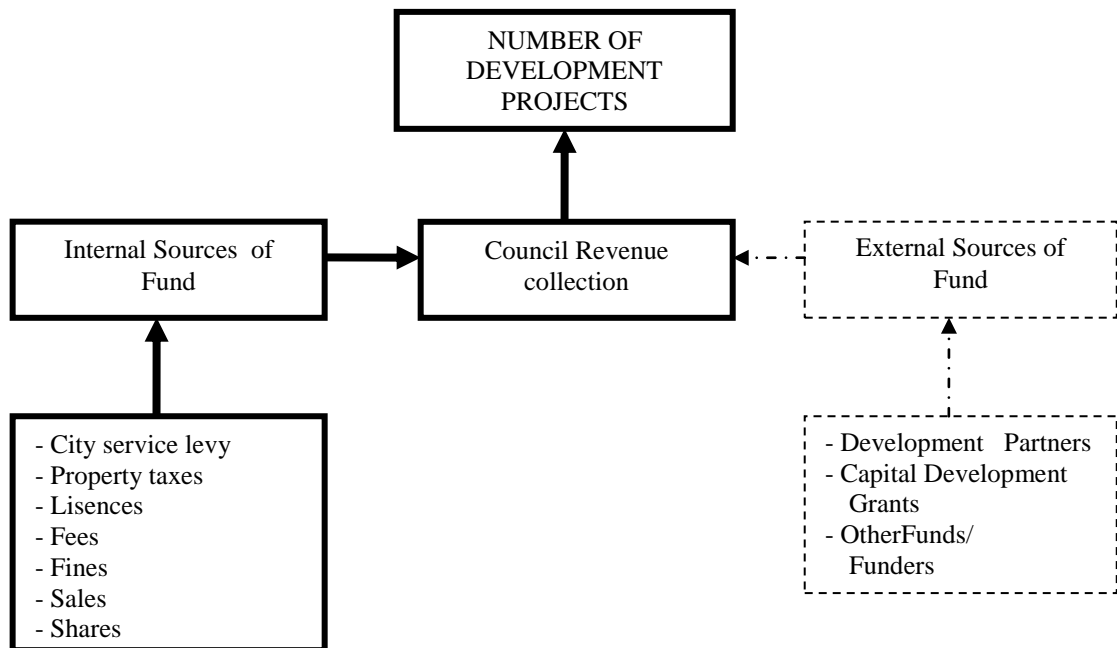 NUMBER OF
DEVELOPMENT
PROJECTS
Internal Sources of
Fund
Council Revenue
collection
External Sources of
Fund
- City service levy
- Property taxes
- Lisences
- Fees
- Fines
- Sales
- Shares
- Development Partners
- Capital Development
Grants
- OtherFunds/
Funders